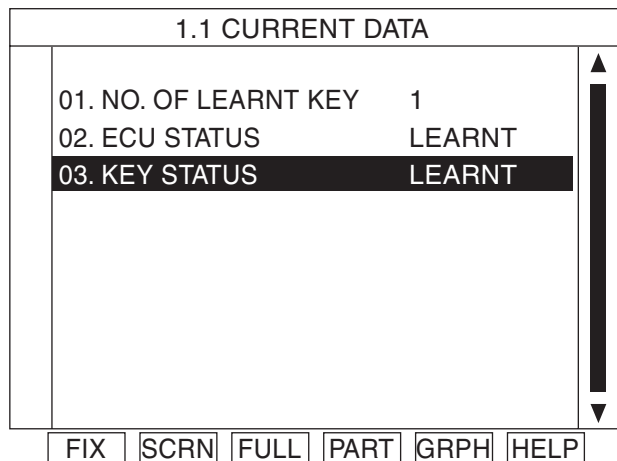 1.1 CURRENT DATA
01. NO. OF LEARNT KEY 1
02. ECU STATUS LEARNT
03. KEY STATUS LEARNT
FIX SCRN FULL PART GRPH HELP